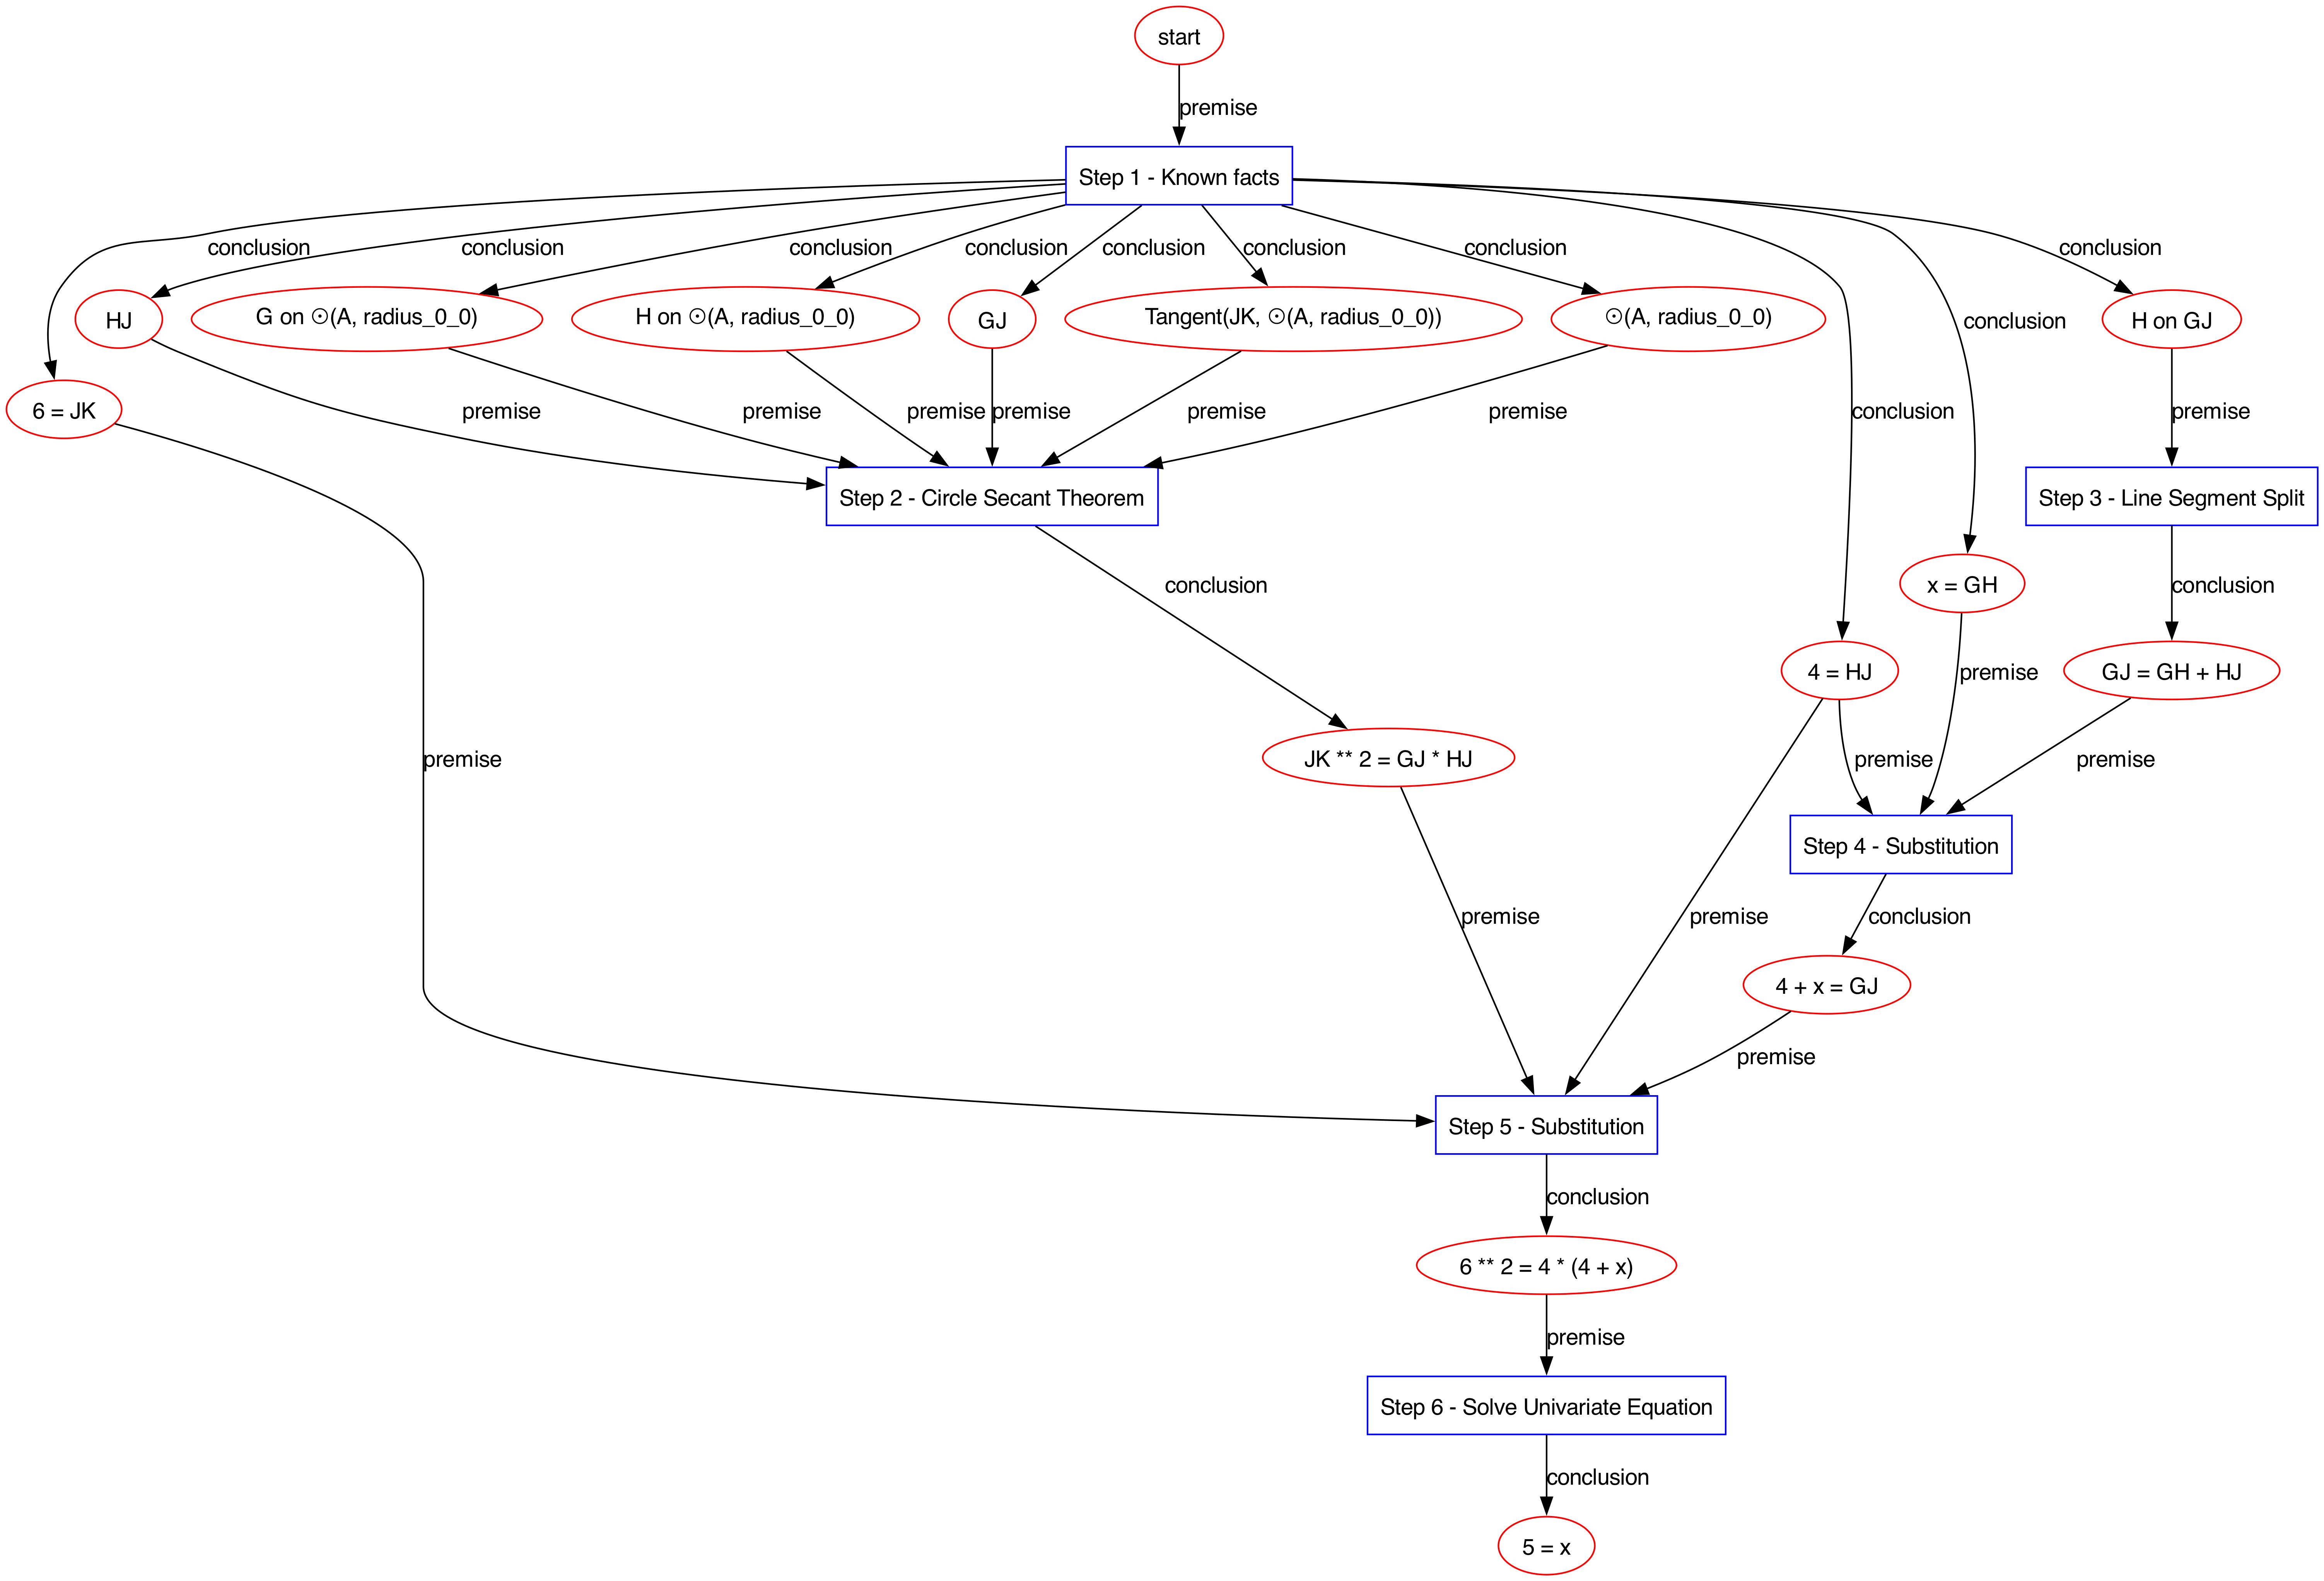 start
premise
Step 1 - Known facts
conclusion
conclusion
conclusion
conclusion
conclusion
conclusion
conclusion
conclusion
conclusion
conclusion
HJ
G on ⊙(A, radius_0_0)
H on ⊙(A, radius_0_0)
GJ
Tangent(JK, ⊙(A, radius_0_0))
⊙(A, radius_0_0)
H on GJ
6 = JK
premise
premise
premise
premise
premise
premise
premise
Step 2 - Circle Secant Theorem
Step 3 - Line Segment Split
conclusion
x = GH
conclusion
4 = HJ
premise
GJ = GH + HJ
premise
JK ** 2 = GJ * HJ
premise
premise
Step 4 - Substitution
premise
premise
conclusion
4 + x = GJ
premise
Step 5 - Substitution
conclusion
6 ** 2 = 4 * (4 + x)
premise
Step 6 - Solve Univariate Equation
conclusion
5 = x